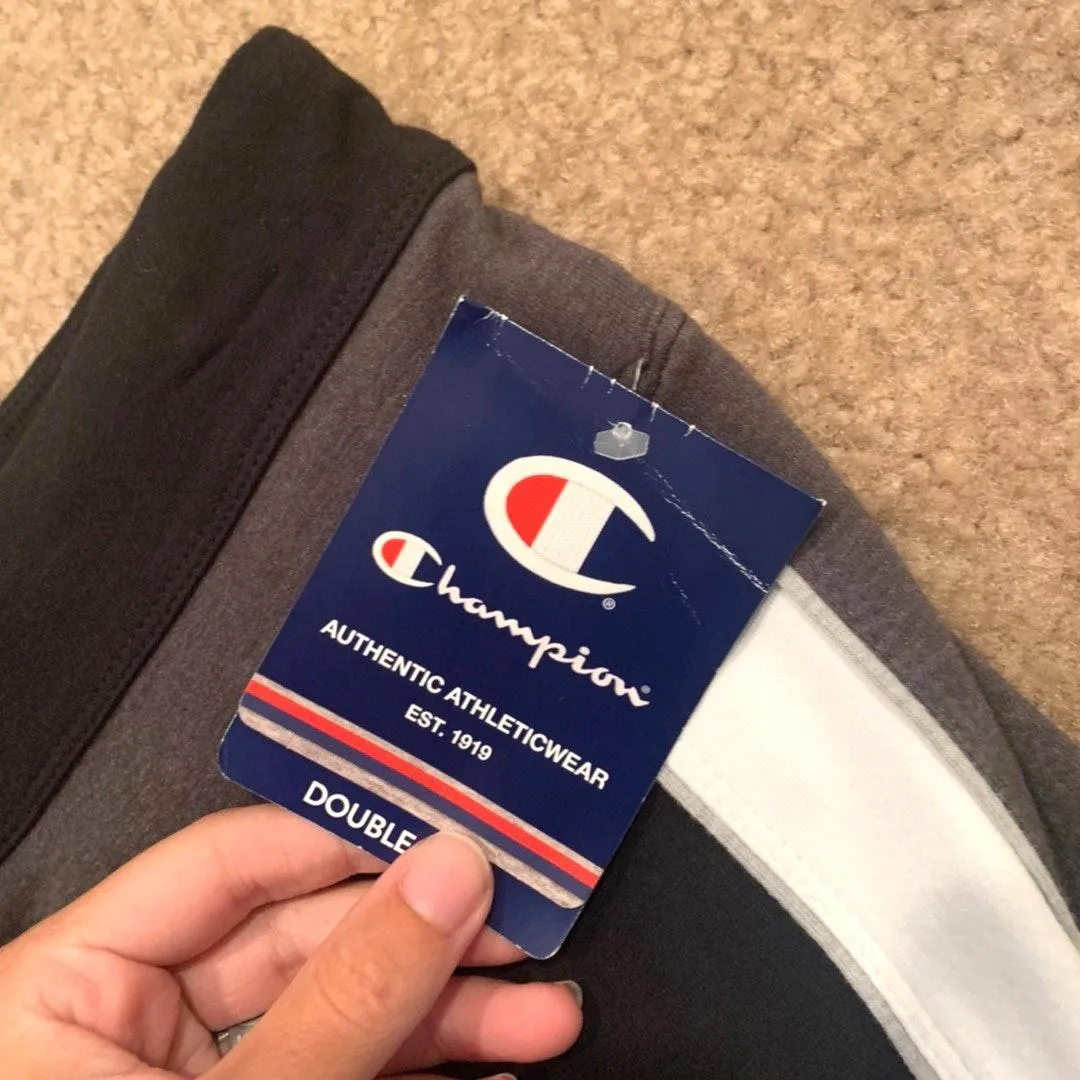 Champion
AUTHENTIC ATHLETICWEAR
EST. 1919
DOUBLE